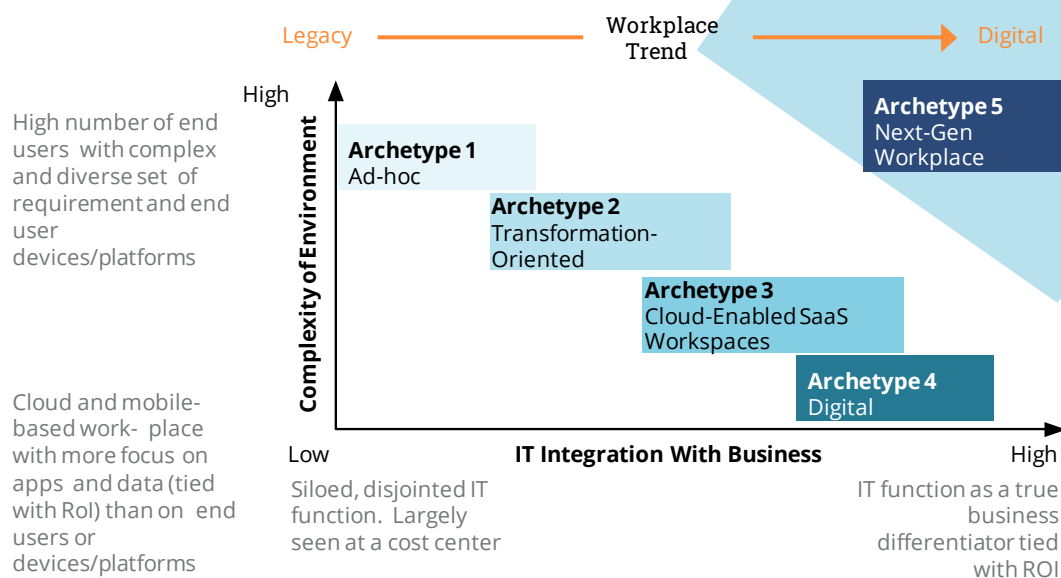 Legacy
Workplace
Trend
Digital
High
High number of end
users with complex
and diverse set of
requirement and end
user
devices/platforms
Complexity of Environment
Archetype 1
Ad-hoc
Archetype 2
Transformation-
Oriented
Archetype 3
Cloud-Enabled SaaS
Workspaces
Archetype 4
Digital
Archetype 5
Next-Gen
Workplace
Cloud and mobile-
based work- place
with more focus on
apps and data (tied
with RoI) than on end
users or
devices/platforms
Low
IT Integration With Business
High
Siloed, disjointed IT
function. Largely
seen at a cost center
IT function as a true
business
differentiator tied
with ROI